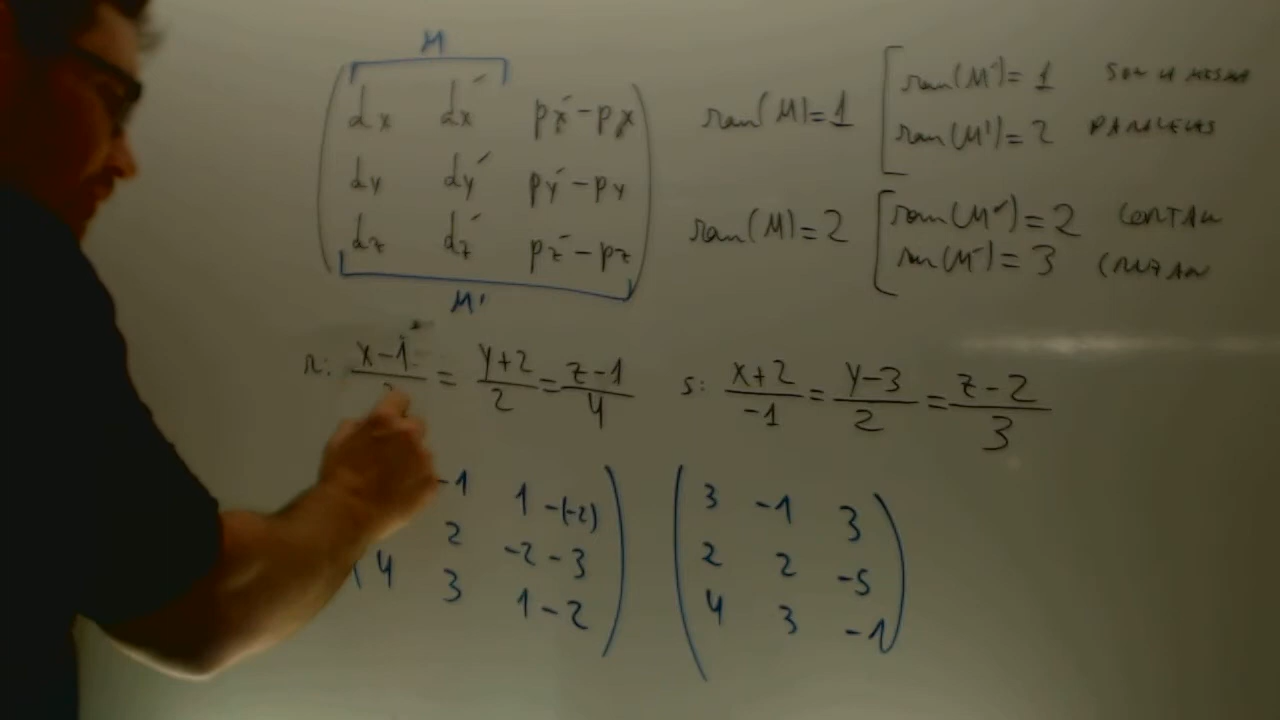 M
dx dx´ px´-px
dy dy´ py´-py
dz dz´ pz´-pz
M'
ran(M)=1
ran(M')=1 SON A MESMA
ran(M')=2 PARALELAS
ran(M)=2
ran(M')=2 CORTAN
ran(M')=3 CRUZAN
r: x-1 = y+2/2 = z-1/4
s: x+2/-1 = y-3/2 = z-2/3
-1 1-(-2)
2 -2-3
4 3 1-2
3 -1 3
2 2 -5
4 3 -1